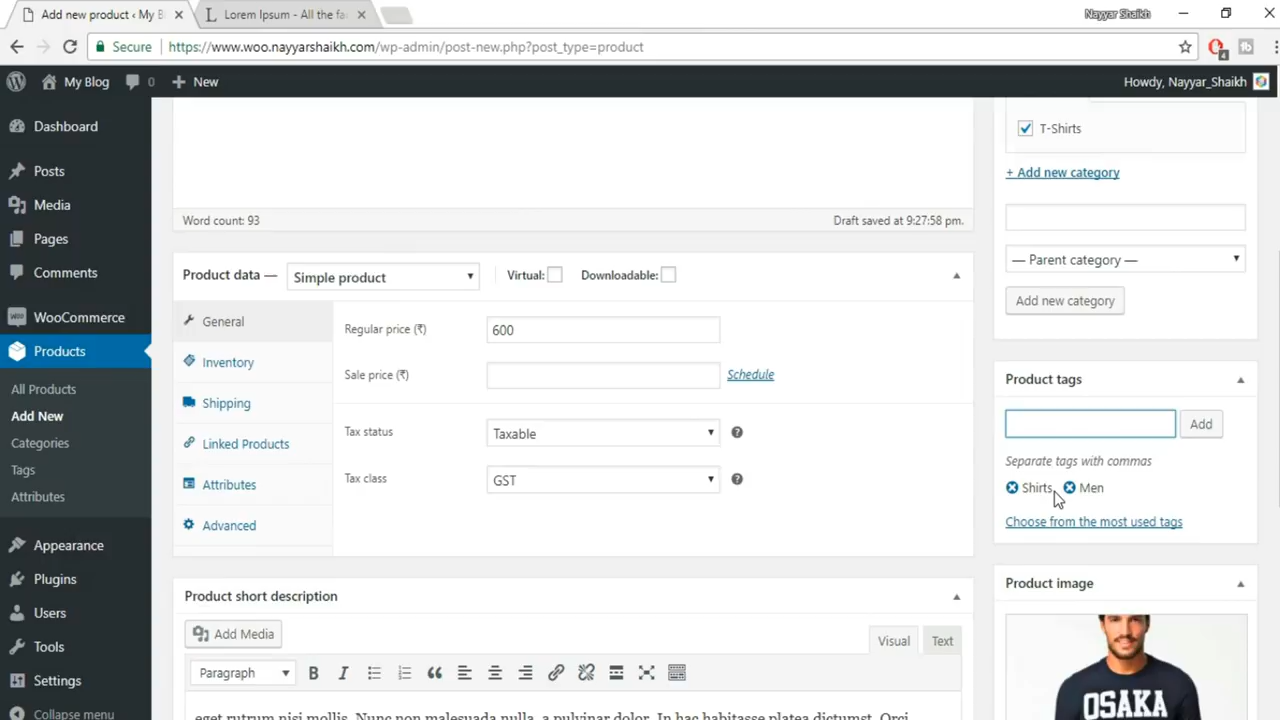 Add new product ‹ My B
Lorem Ipsum - All the fa
Nayyar Shaikh
Secure
https://www.woo.nayyarshaikh.com/wp-admin/post-new.php?post_type=product
4
My Blog
0
New
Howdy, Nayyar_Shaikh
Dashboard
Posts
Media
Pages
Comments
WooCommerce
Products
All Products
Add New
Categories
Tags
Attributes
Appearance
Plugins
Users
Tools
Settings
Collapse menu
Word count: 93
Draft saved at 9:27:58 pm.
Product data —
Simple product
Virtual:
Downloadable:
General
Inventory
Shipping
Linked Products
Attributes
Advanced
Regular price (₹)
600
Sale price (₹)
Schedule
Tax status
Taxable
Tax class
GST
Product short description
Add Media
Visual
Text
Paragraph
eget rutrum nisi mollis. Nunc non malesuada nulla, a pulvinar dolor. In hac habitasse platea dictumst. Orci
T-Shirts
+ Add new category
— Parent category —
Add new category
Product tags
Add
Separate tags with commas
Shirts
Men
Choose from the most used tags
Product image
OSAKA